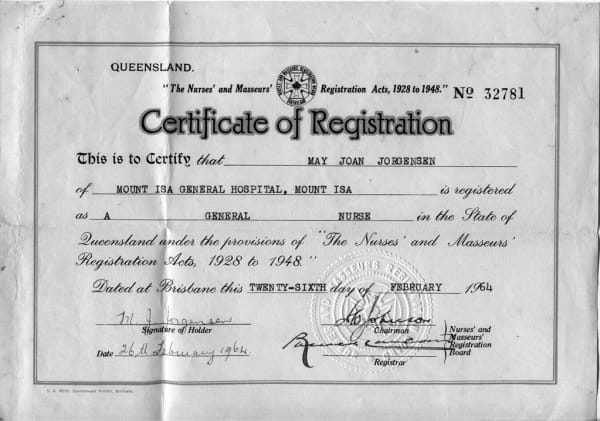 QUEENSLAND.
"The Nurses' and Masseurs' Registration Acts, 1928 to 1948." No 32781
Certificate of Registration
This is to Certify that MAY JOAN JORGENSEN
of MOUNT ISA GENERAL HOSPITAL, MOUNT ISA is registered
as A GENERAL NURSE in the State of
Queensland under the provisions of "The Nurses' and Masseurs'
Registration Acts, 1928 to 1948."
Dated at Brisbane this TWENTY-SIXTH day of FEBRUARY 1964
M J Jorgensen
Signature of Holder
Chairman
Date 26th February 1964.
Registrar
Nurses' and
Masseurs'
Registration
Board